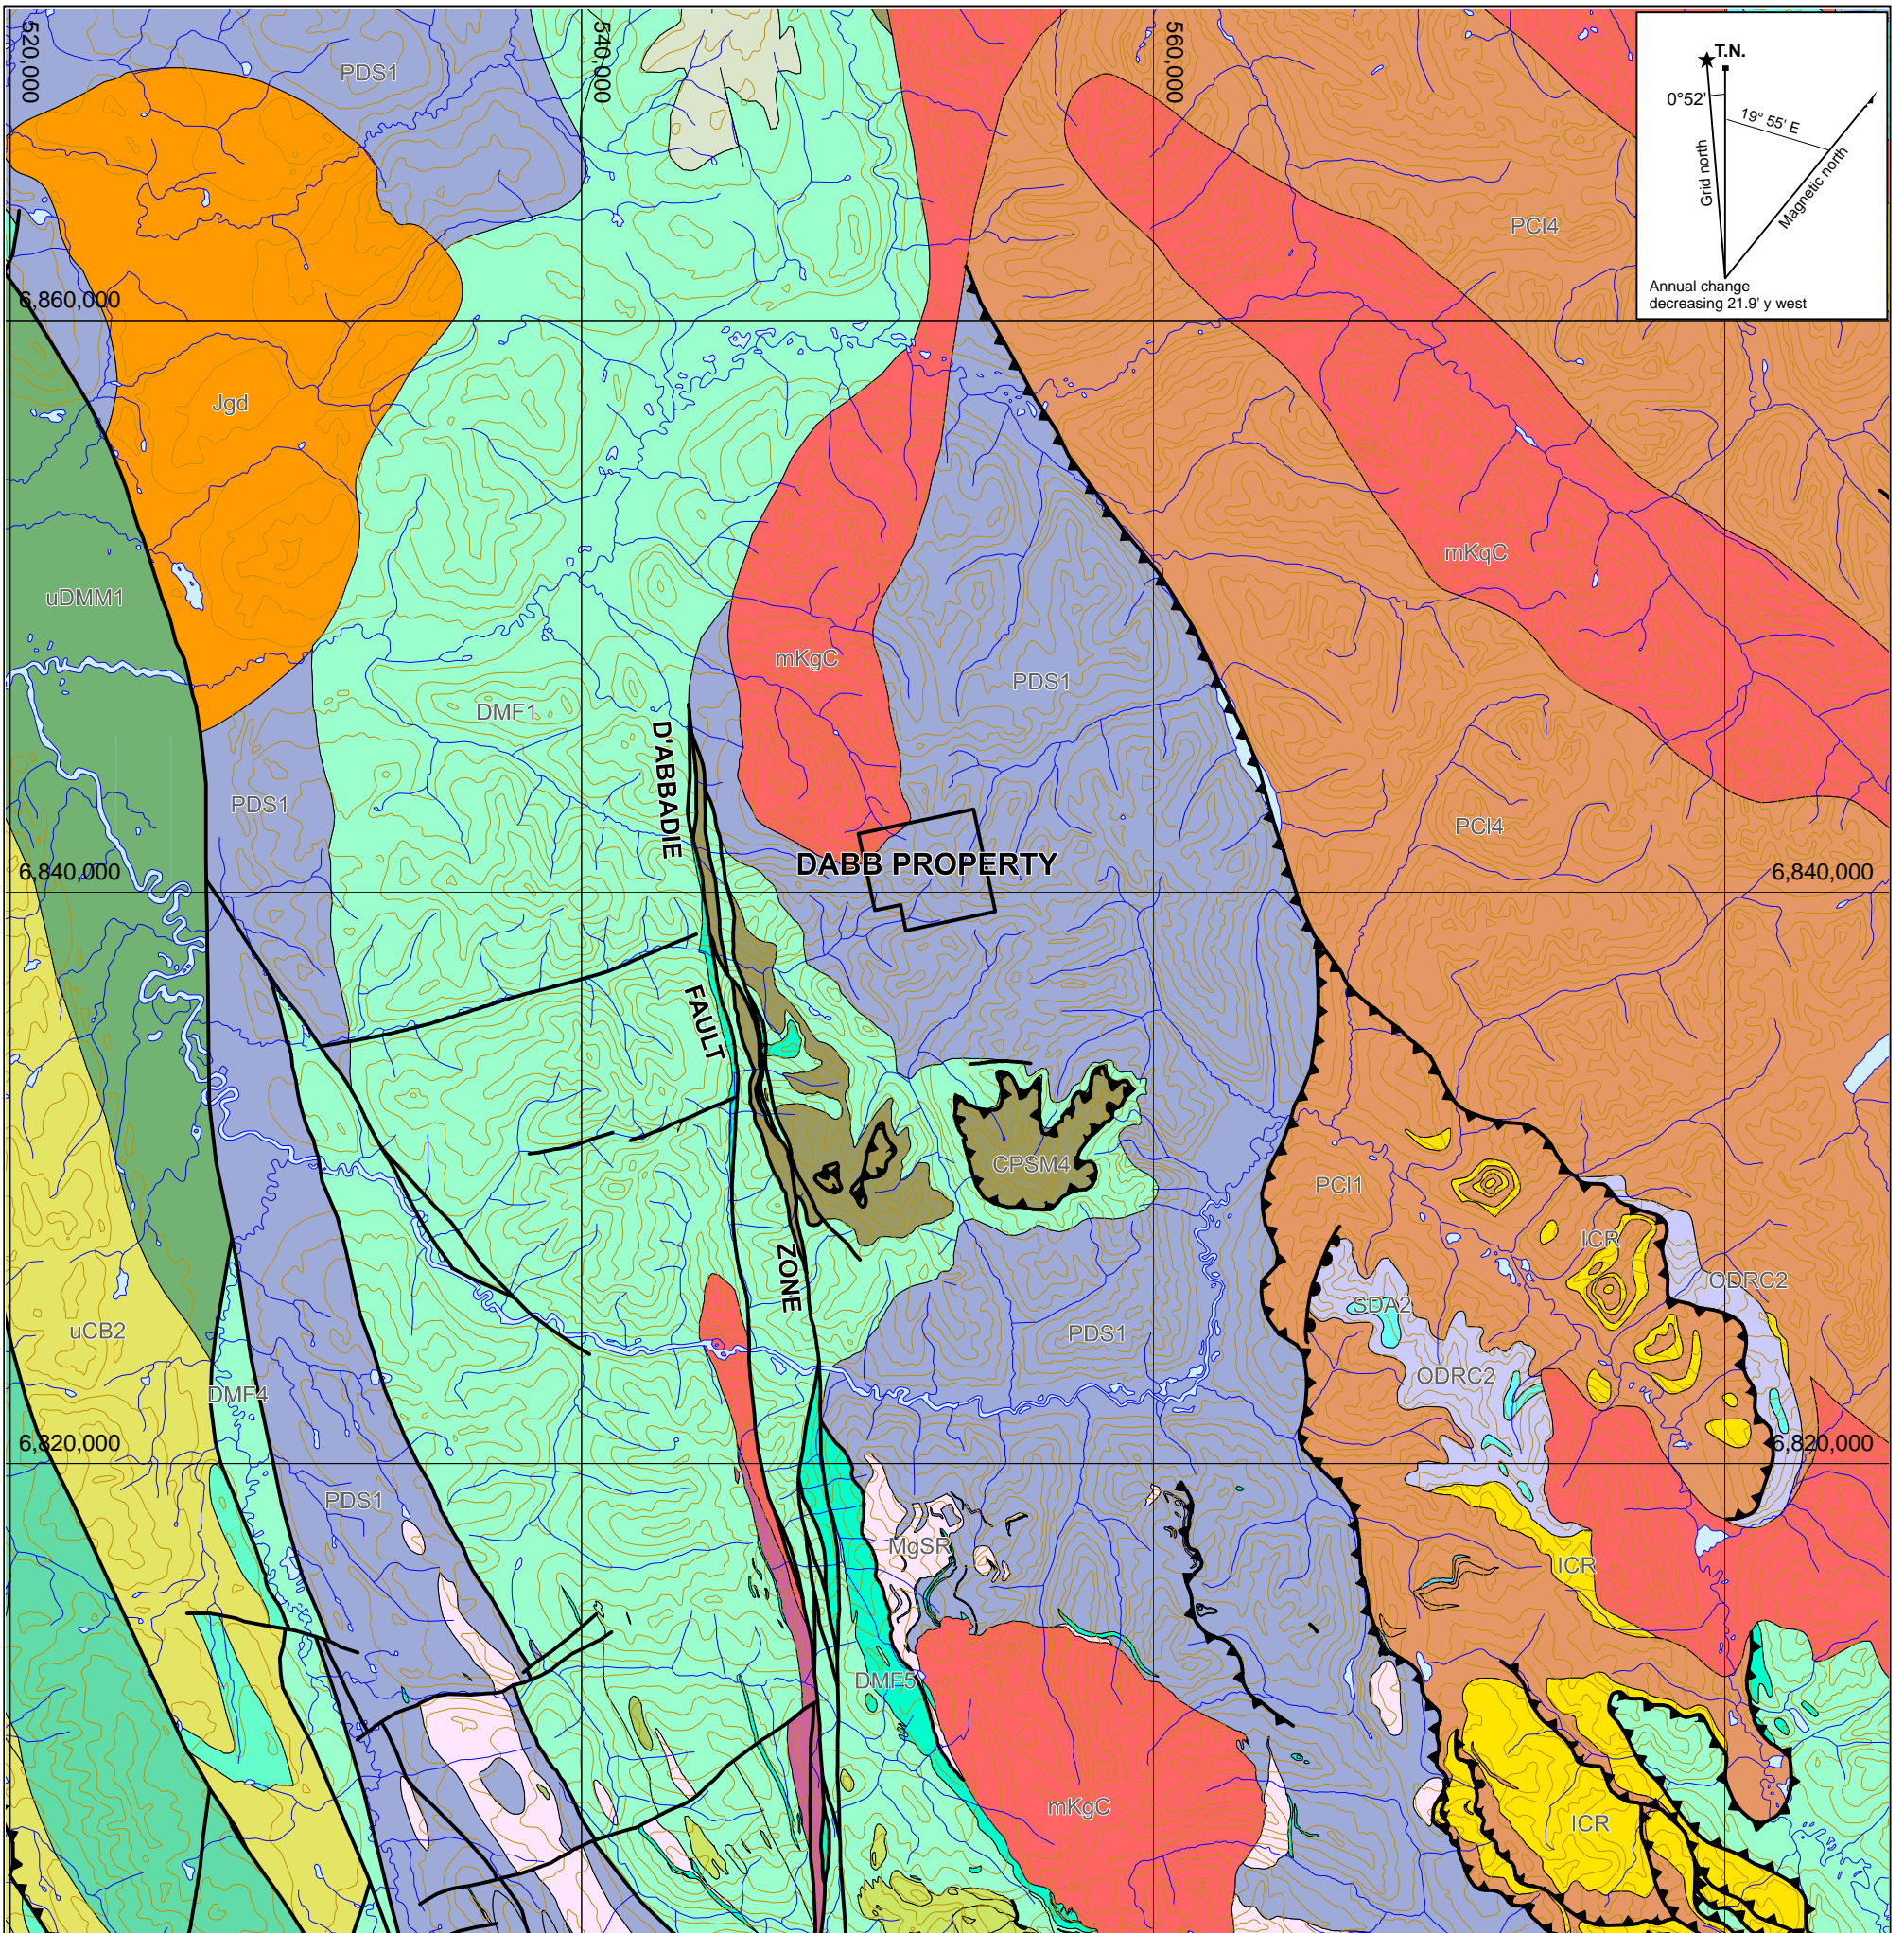 520,000
540,000
560,000
T.N.
0°52'
19° 55' E
Grid north
Magnetic north
Annual change
decreasing 21.9' y west
PDS1
PCI4
6,860,000
Jgd
mKqC
uDMM1
mKgC
PDS1
DMF1
D'ABBADIE
PDS1
PCI4
DABB PROPERTY
6,840,000
6,840,000
FAULT
CPSM4
PCI1
ICR
ZONE
ODRC2
SDA2
uCB2
PDS1
ODRC2
DMF4
6,820,000
6,820,000
PDS1
MgSR
ICR
DMF5
mKgC
ICR